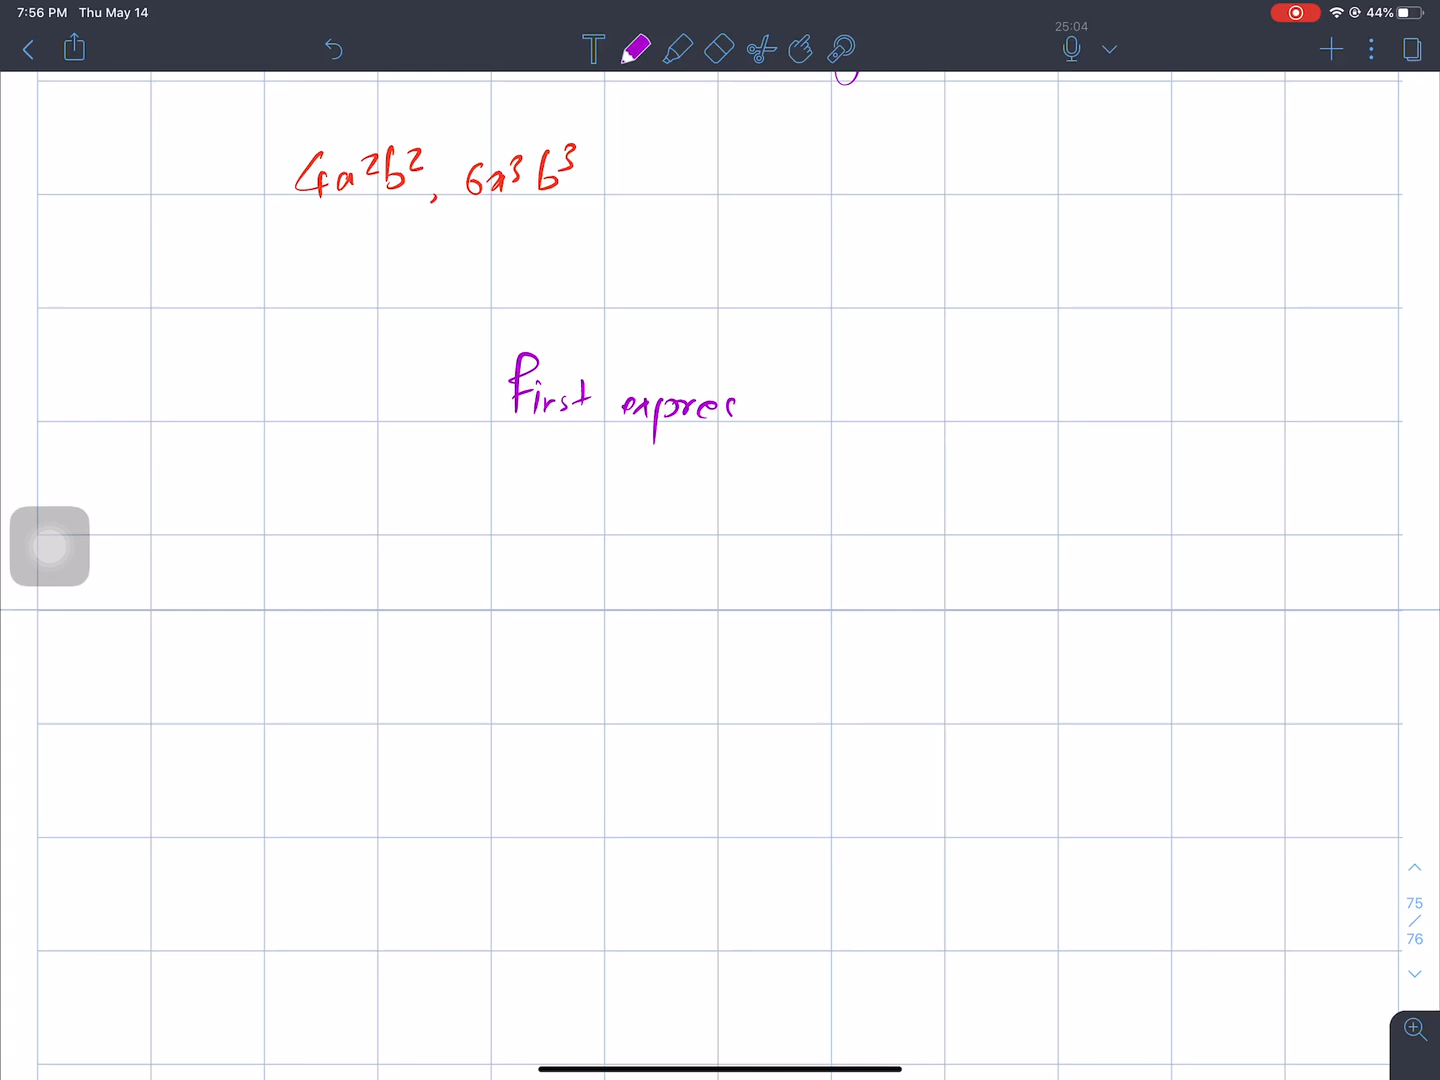 7:56 PM Thu May 14
44%
25:04
4a²b², 6a³b³
First expres
75
/
76